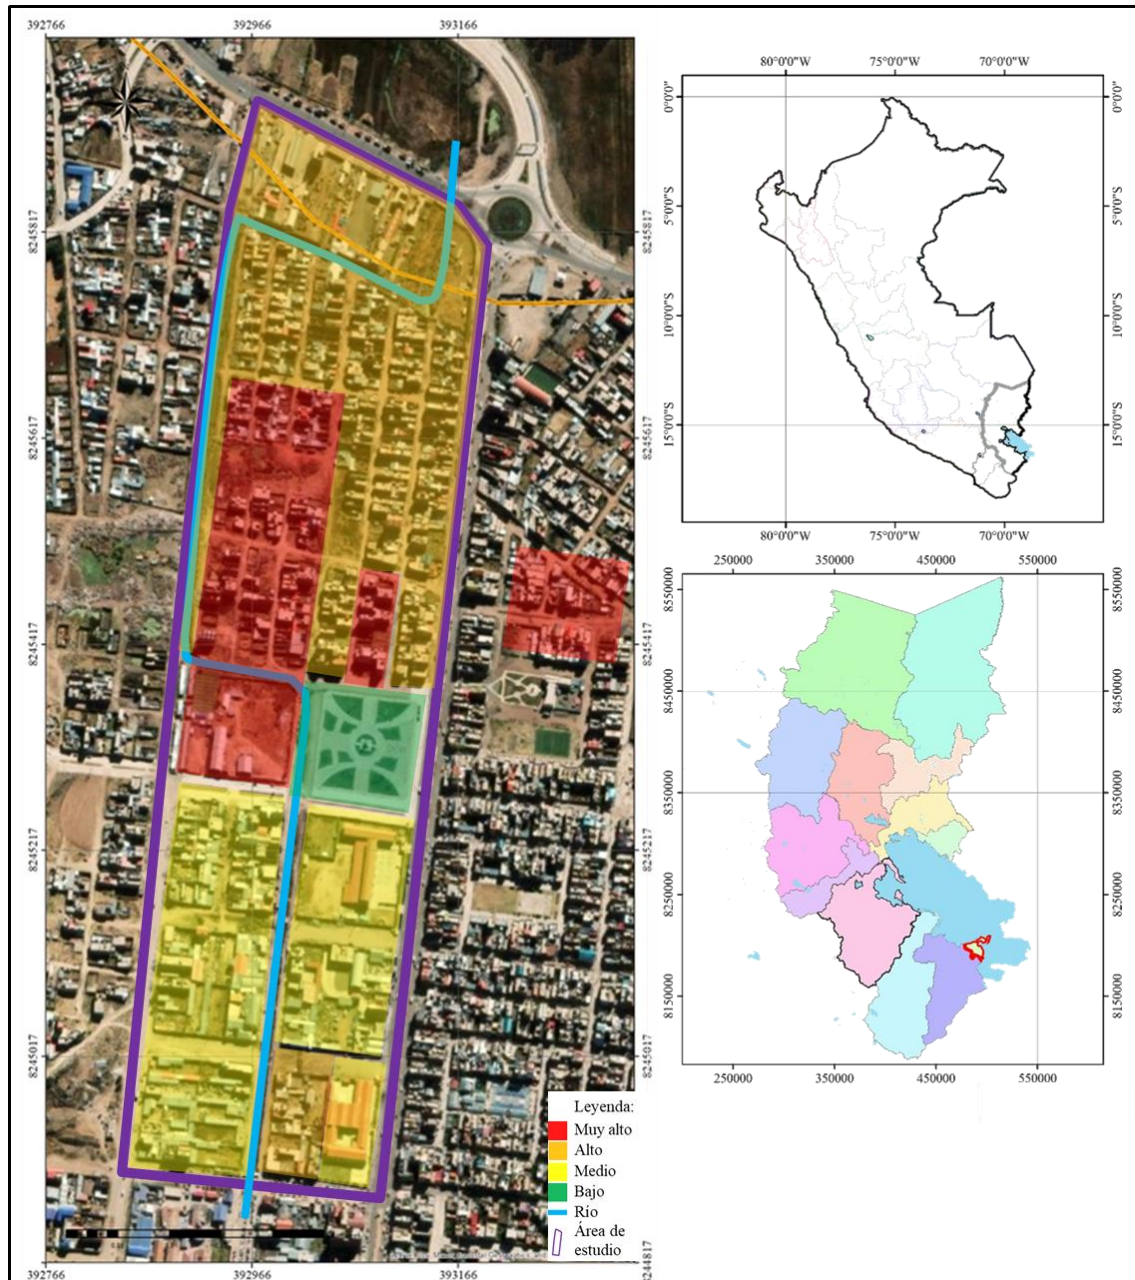 392766
392966
393166
8245817
8245817
8245617
8245617
8245417
8245417
8245217
8245217
8245017
8245017
8244817
392766
392966
393166
Leyenda:
Muy alto
Alto
Medio
Bajo
Río
Área de
estudio
80°0'0"W
75°0'0"W
70°0'0"W
0°0'0"
0°0'0"
5°0'0"S
5°0'0"S
10°0'0"S
10°0'0"S
15°0'0"S
15°0'0"S
80°0'0"W
75°0'0"W
70°0'0"W
250000
350000
450000
550000
8550000
8550000
8450000
8450000
8350000
8350000
8250000
8250000
8150000
8150000
250000
350000
450000
550000